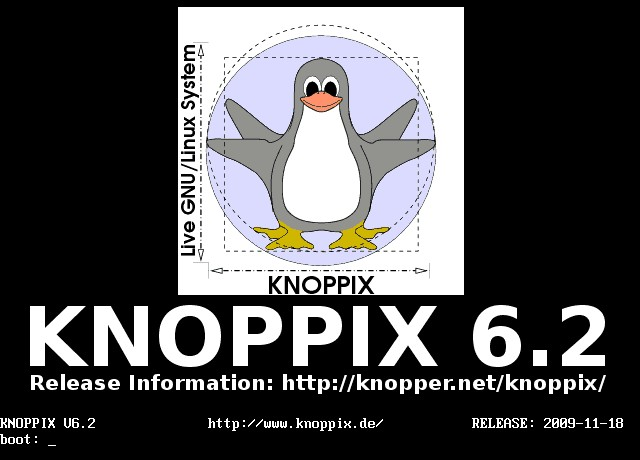 Live GNU/Linux System
KNOPPIX
KNOPPIX 6.2
Release Information: http://knopper.net/knoppix/
KNOPPIX V6.2 http://www.knoppix.de/ RELEASE: 2009-11-18
boot: _